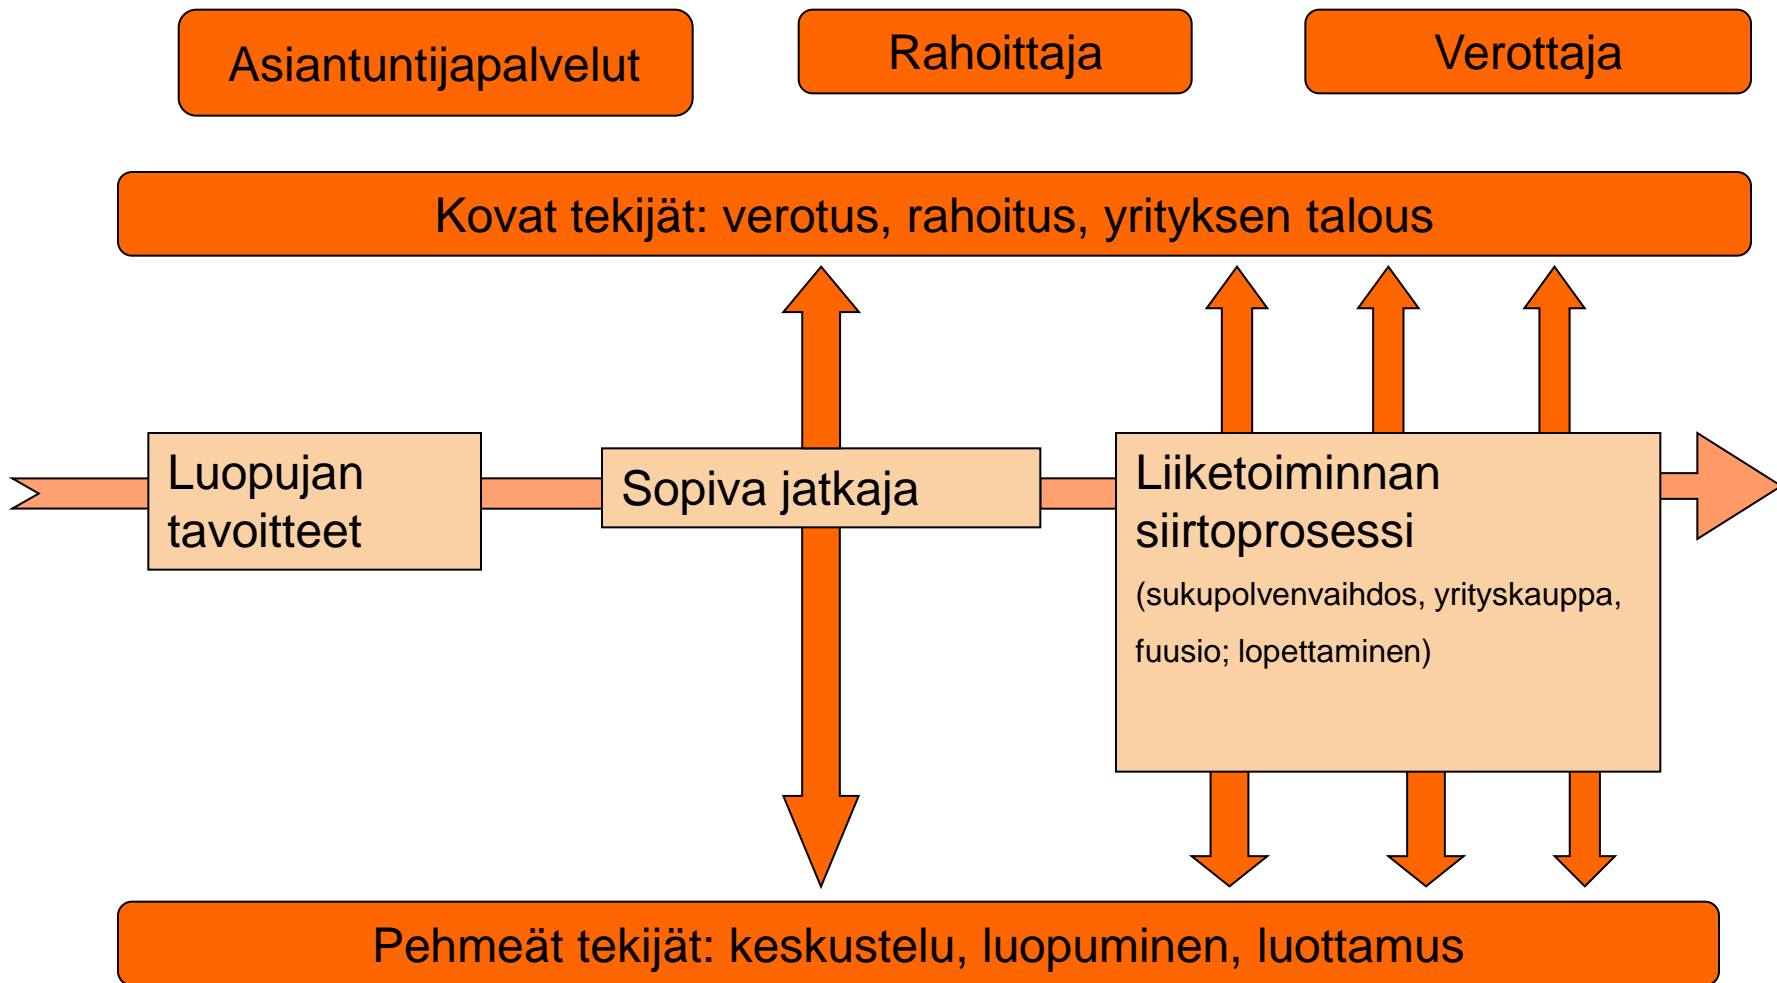 Asiantuntijapalvelut
Rahoittaja
Verottaja
Kovat tekijät: verotus, rahoitus, yrityksen talous
Luopujan
tavoitteet
Sopiva jatkaja
Liiketoiminnan
siirtoprosessi
(sukupolvenvaihdos, yrityskauppa,
fuusio; lopettaminen)
Pehmeät tekijät: keskustelu, luopuminen, luottamus